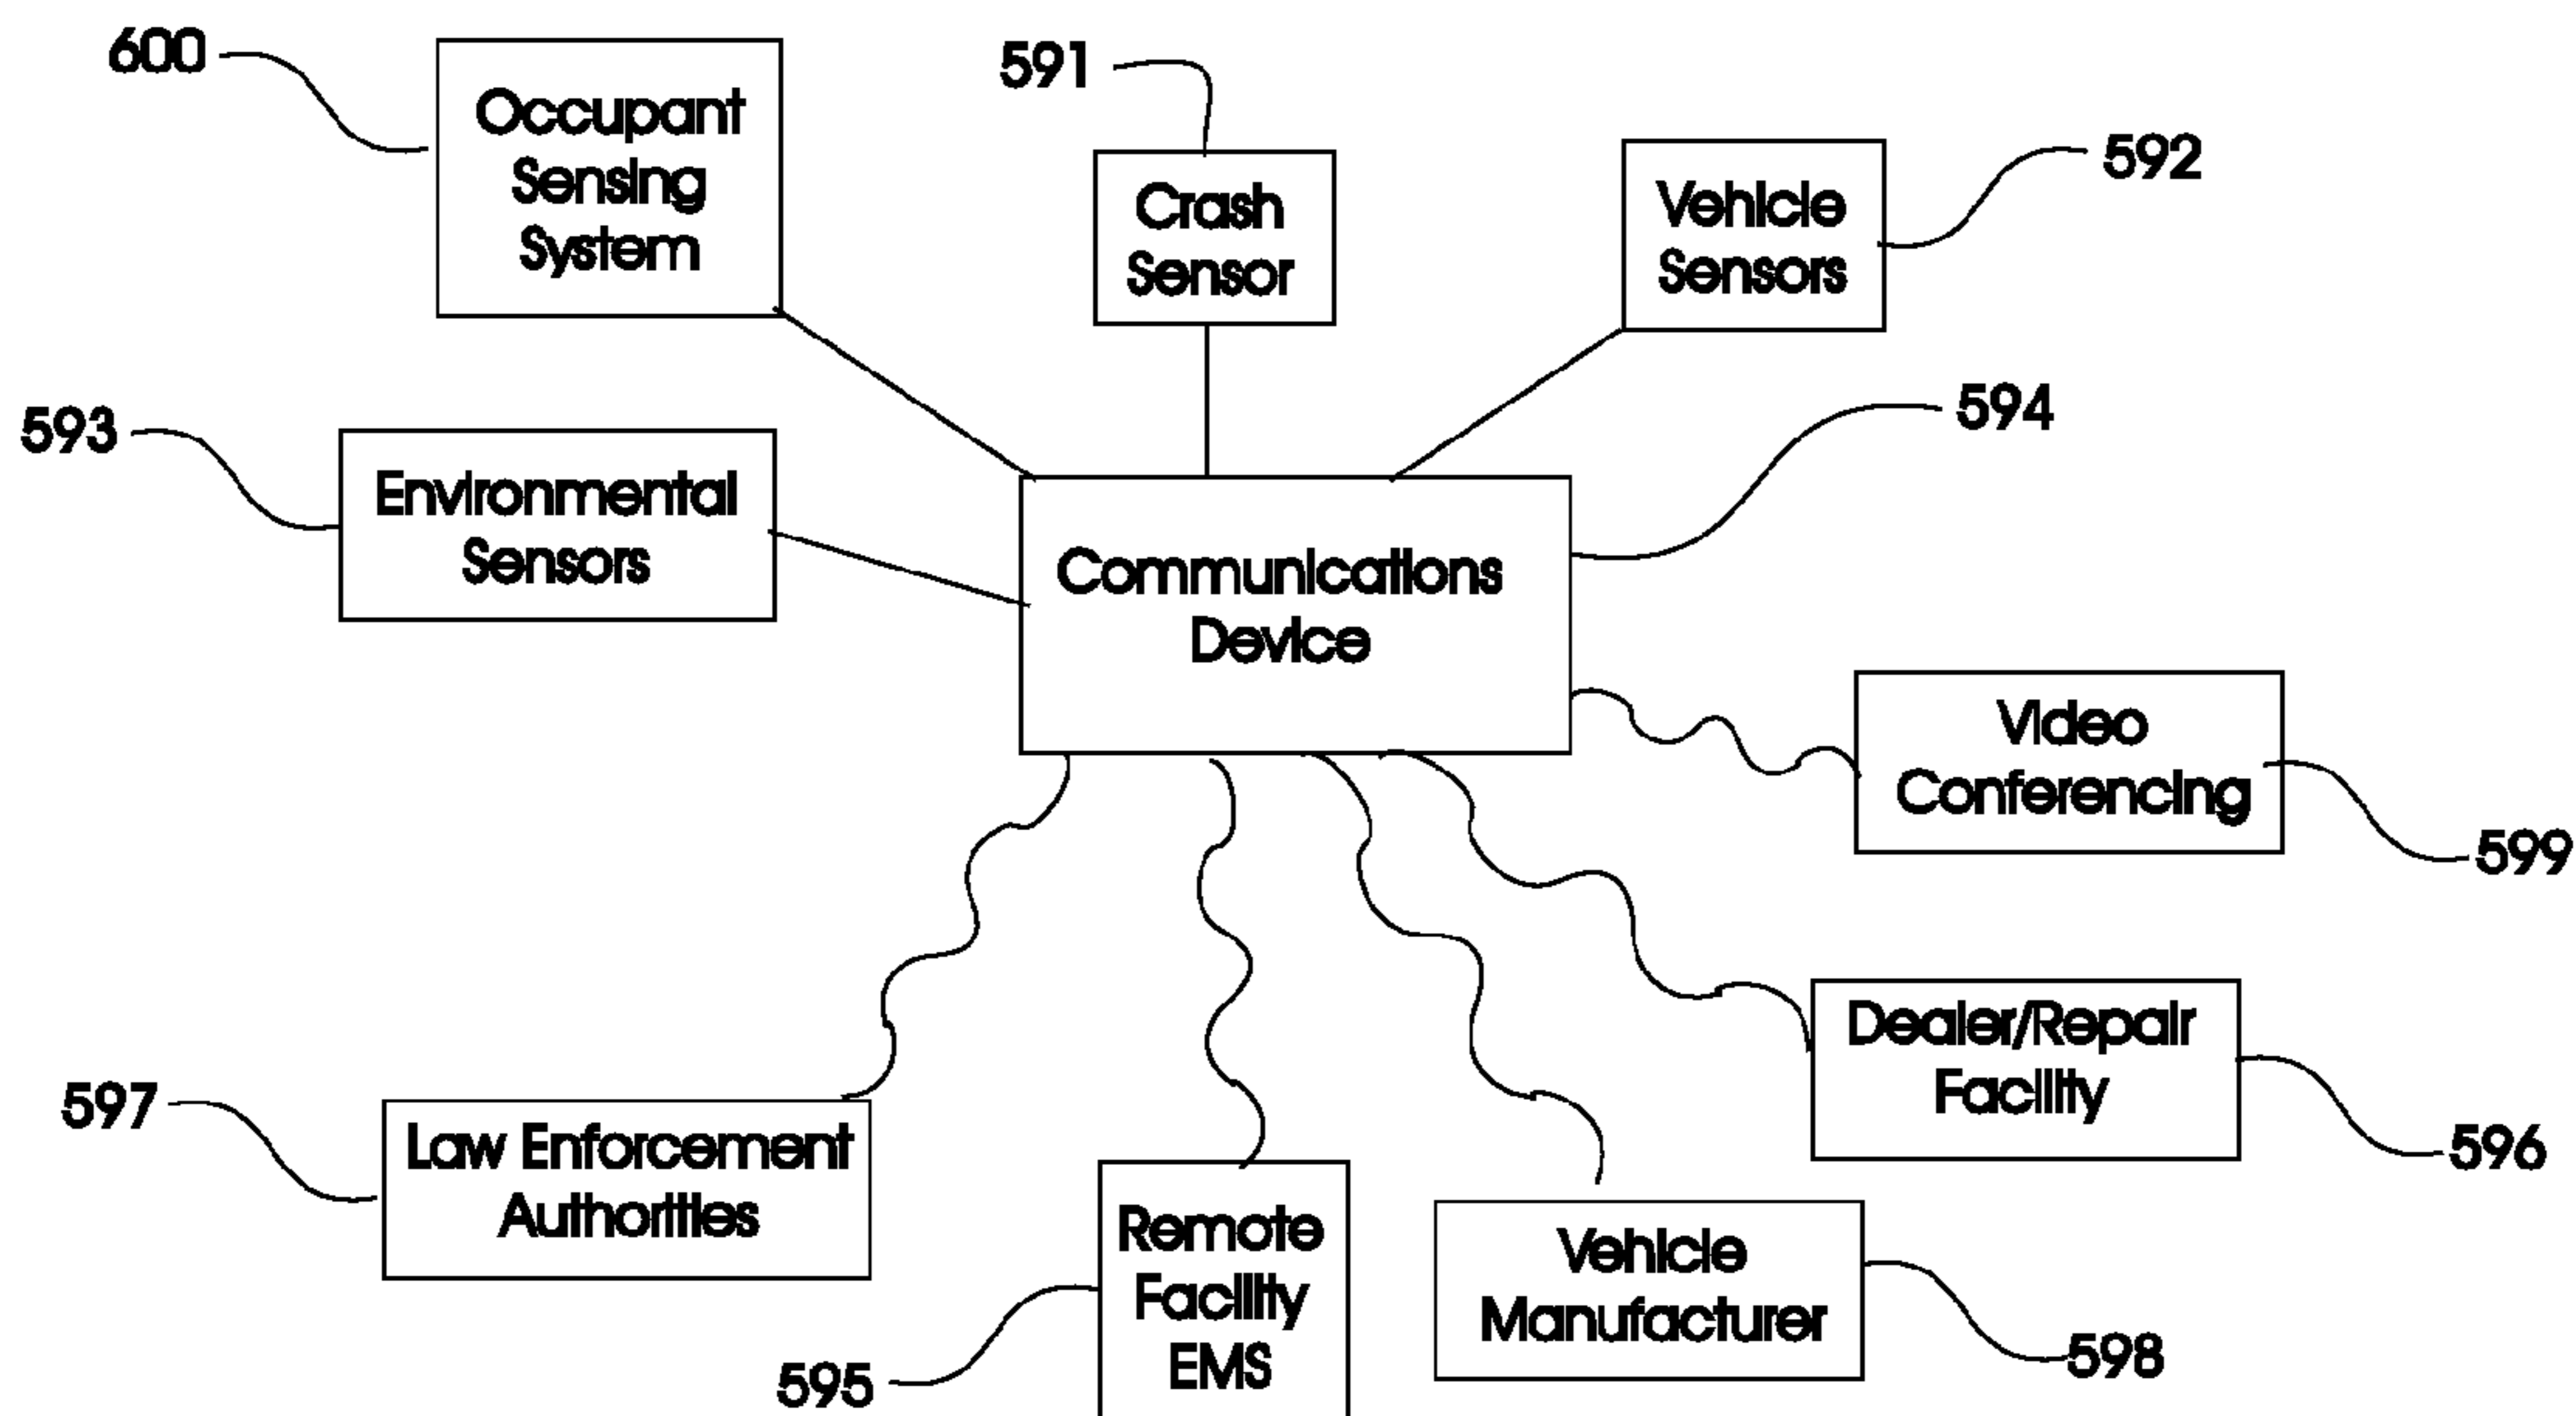 600
Occupant
Sensing
System
591
Crash
Sensor
Vehicle
Sensors
592
593
Environmental
Sensors
594
Communications
Device
Video
Conferencing
599
Dealer/Repair
Facility
596
597
Law Enforcement
Authorities
Remote
Facility
EMS
595
Vehicle
Manufacturer
598